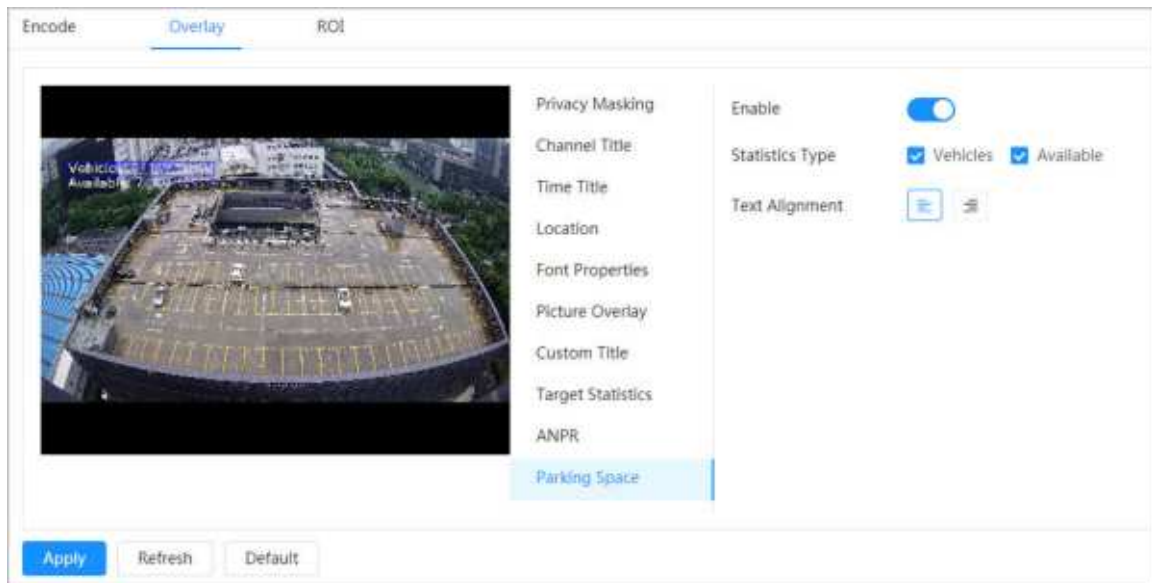 Encode Overlay ROI
Privacy Masking
Channel Title
Time Title
Location
Font Properties
Picture Overlay
Custom Title
Target Statistics
ANPR
Parking Space
Enable
Statistics Type Vehicles Available
Text Alignment
Available
Apply Refresh Default